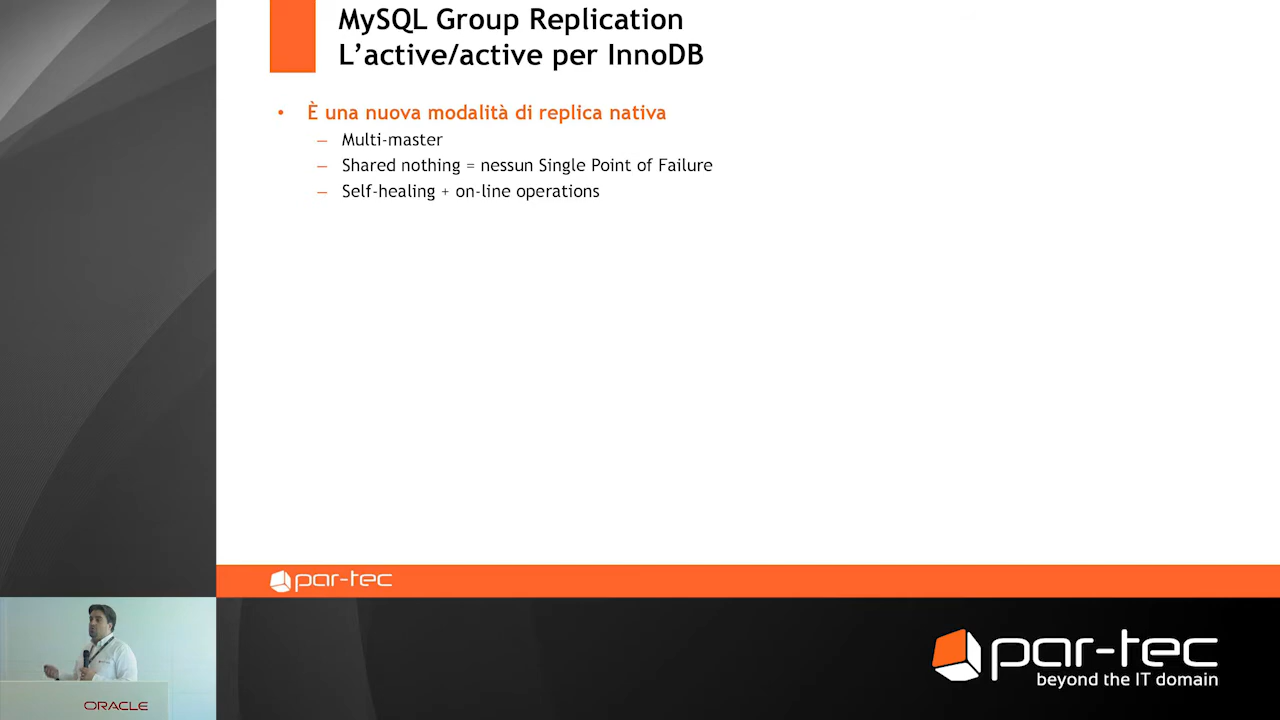 MySQL Group Replication
L’active/active per InnoDB
• È una nuova modalità di replica nativa
– Multi-master
– Shared nothing = nessun Single Point of Failure
– Self-healing + on-line operations
par-tec
par-tec
beyond the IT domain
ORACLE